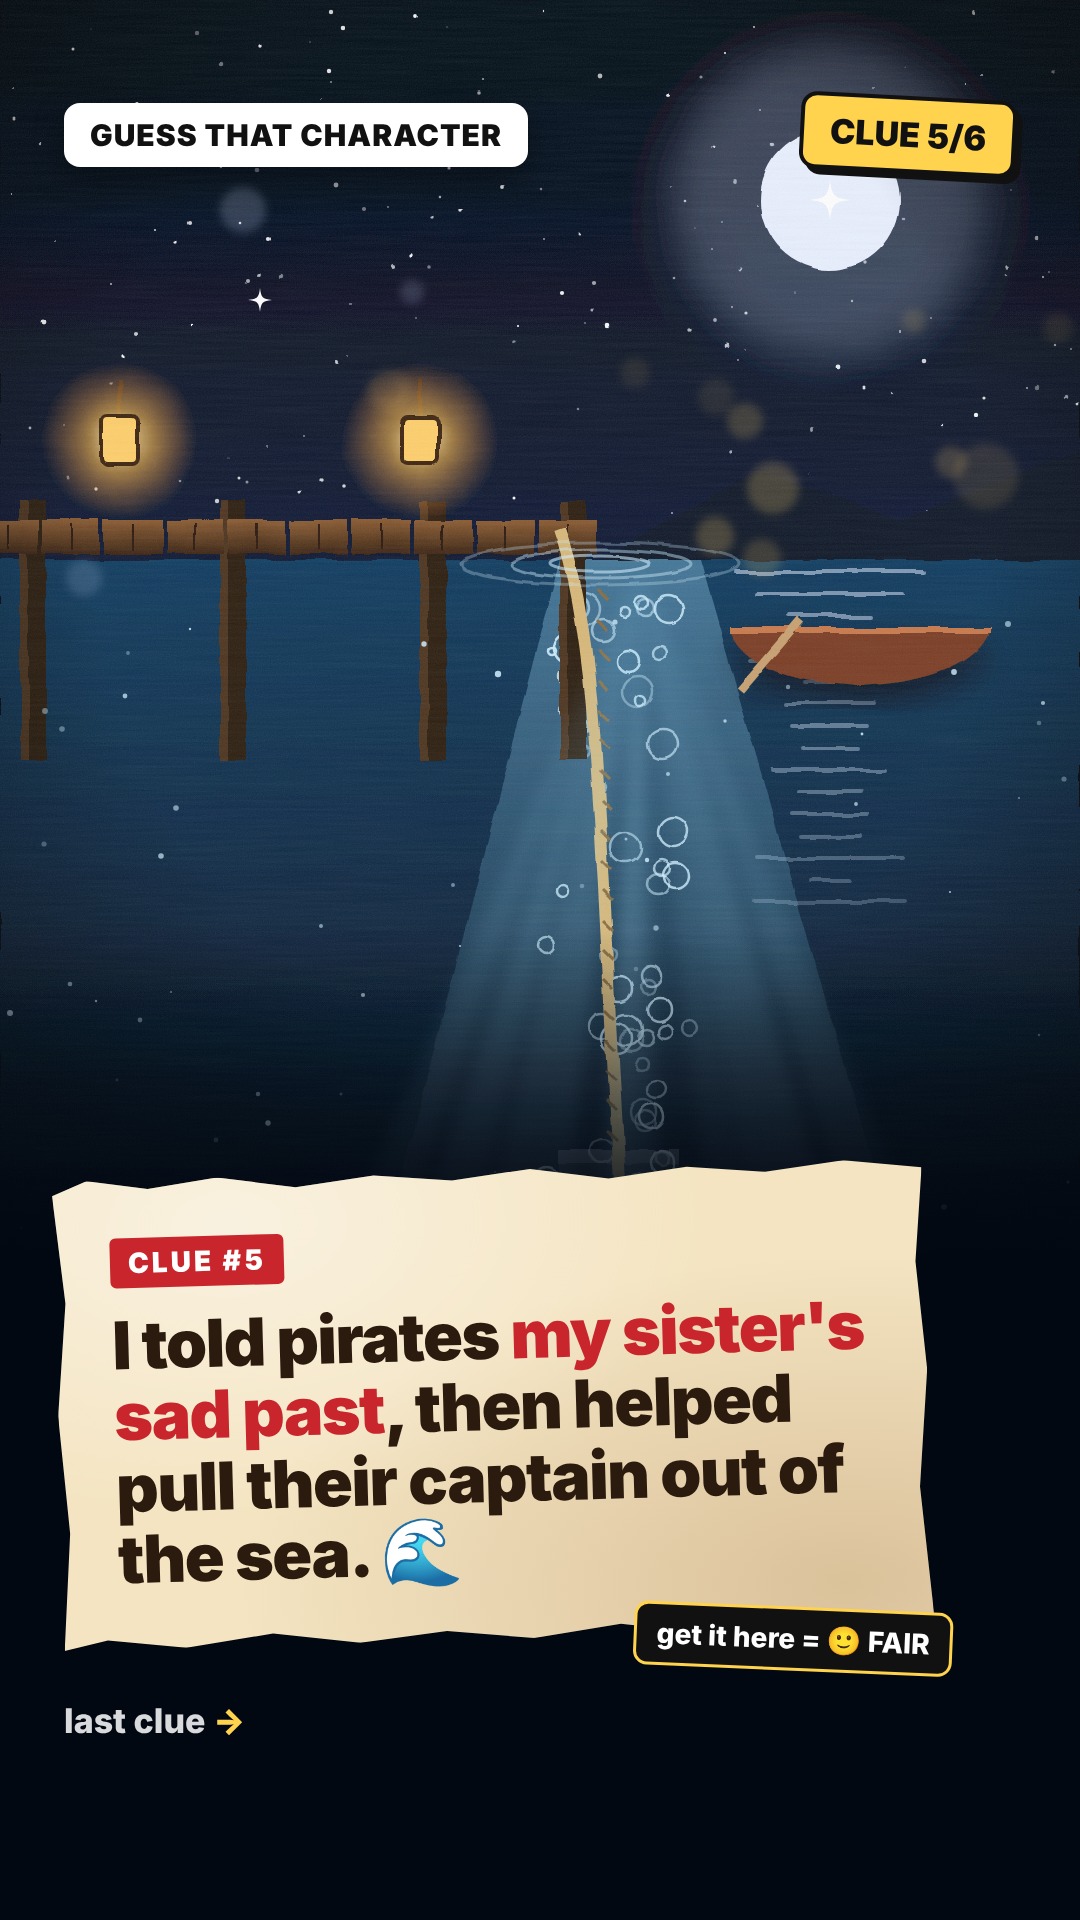 GUESS THAT CHARACTER
CLUE 5/6
CLUE #5
I told pirates my sister's
sad past, then helped
pull their captain out of
the sea. 🌊
get it here = 🙂 FAIR
last clue →